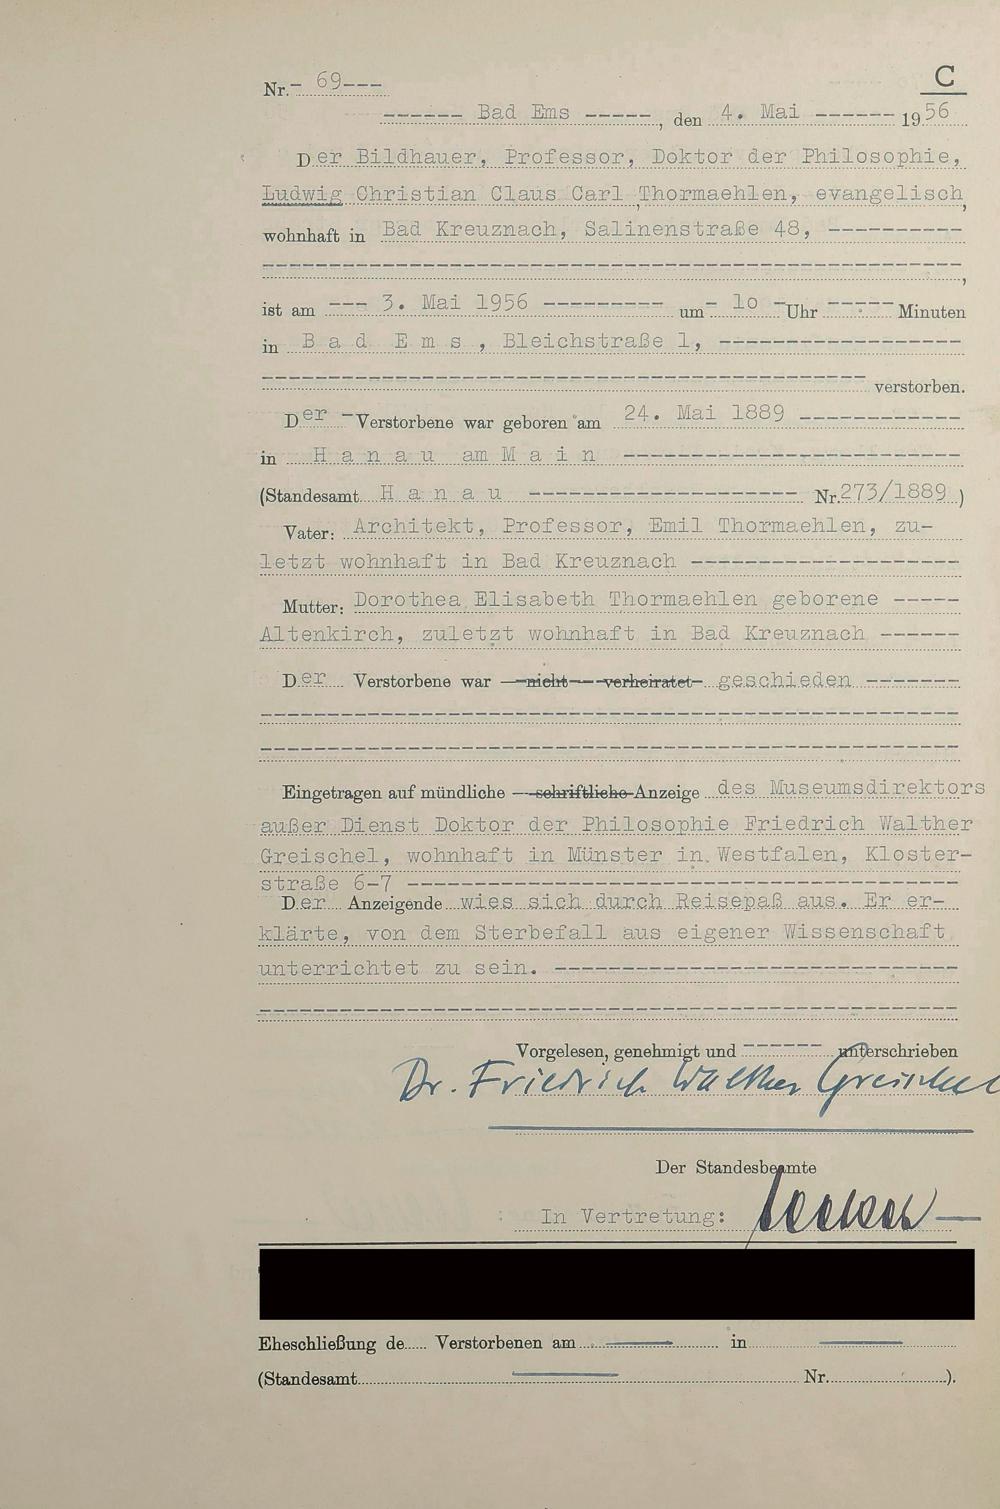 C
Nr. - 69---
------ Bad Ems -----, den 4. Mai ------ 1956
Der Bildhauer, Professor, Doktor der Philosophie,
Ludwig Christian Claus Carl Thormaehlen, evangelisch,
wohnhaft in Bad Kreuznach, Salinenstraße 48, ----------
----------------------------------------------------,
ist am --- 3. Mai 1956 --------- um - 1o - Uhr ----- Minuten
in B a d E m s , Bleichstraße 1, ------------------
--------------------------------------------- verstorben.
Der - Verstorbene war geboren am 24. Mai 1889 ------------
in H a n a u am M a i n -------------------------
(Standesamt H a n a u -------------------- Nr. 273/1889 )
Vater: Architekt, Professor, Emil Thormaehlen, zu-
letzt wohnhaft in Bad Kreuznach --------------------
Mutter: Dorothea Elisabeth Thormaehlen geborene -----
Altenkirch, zuletzt wohnhaft in Bad Kreuznach ------
Der Verstorbene war nicht verheiratet geschieden -------
----------------------------------------------------
----------------------------------------------------
Eingetragen auf mündliche schriftliche Anzeige des Museumsdirektors
außer Dienst Doktor der Philosophie Friedrich Walther
Greischel, wohnhaft in Münster in Westfalen, Kloster-
straße 6-7 -----------------------------------------
Der Anzeigende wies sich durch Reisepaß aus. Er er-
klärte, von dem Sterbefall aus eigener Wissenschaft
unterrichtet zu sein. ------------------------------
----------------------------------------------------
Vorgelesen, genehmigt und ------ unterschrieben
Dr. Friedrich Walther Greischel
Der Standesbeamte
In Vertretung:
Eheschließung de...... Verstorbenen am — in —
(Standesamt — Nr. ).